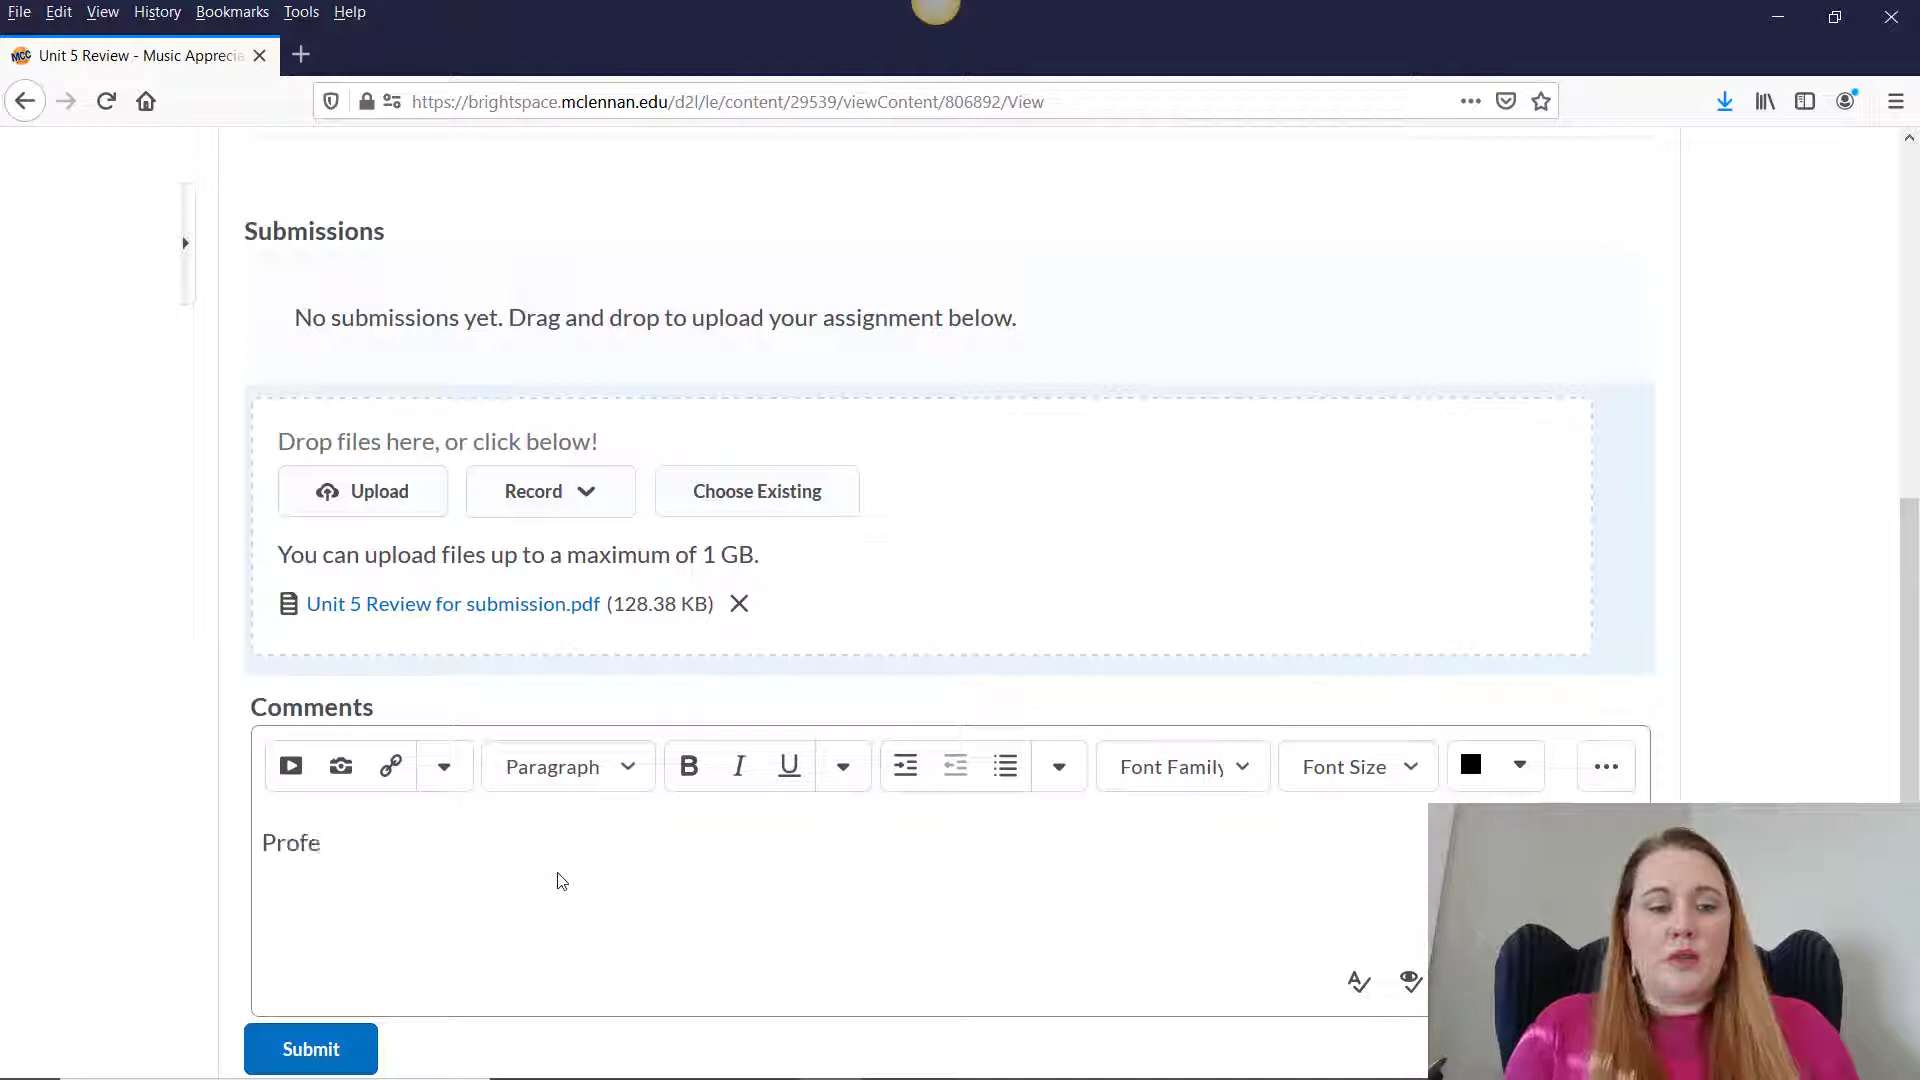 File Edit View History Bookmarks Tools Help
MCC Unit 5 Review - Music Apprecia
https://brightspace.mclennan.edu/d2l/le/content/29539/viewContent/806892/View
Submissions
No submissions yet. Drag and drop to upload your assignment below.
Drop files here, or click below!
Upload Record Choose Existing
You can upload files up to a maximum of 1 GB.
Unit 5 Review for submission.pdf (128.38 KB)
Comments
Paragraph B I U Font Family Font Size
Profe
Submit